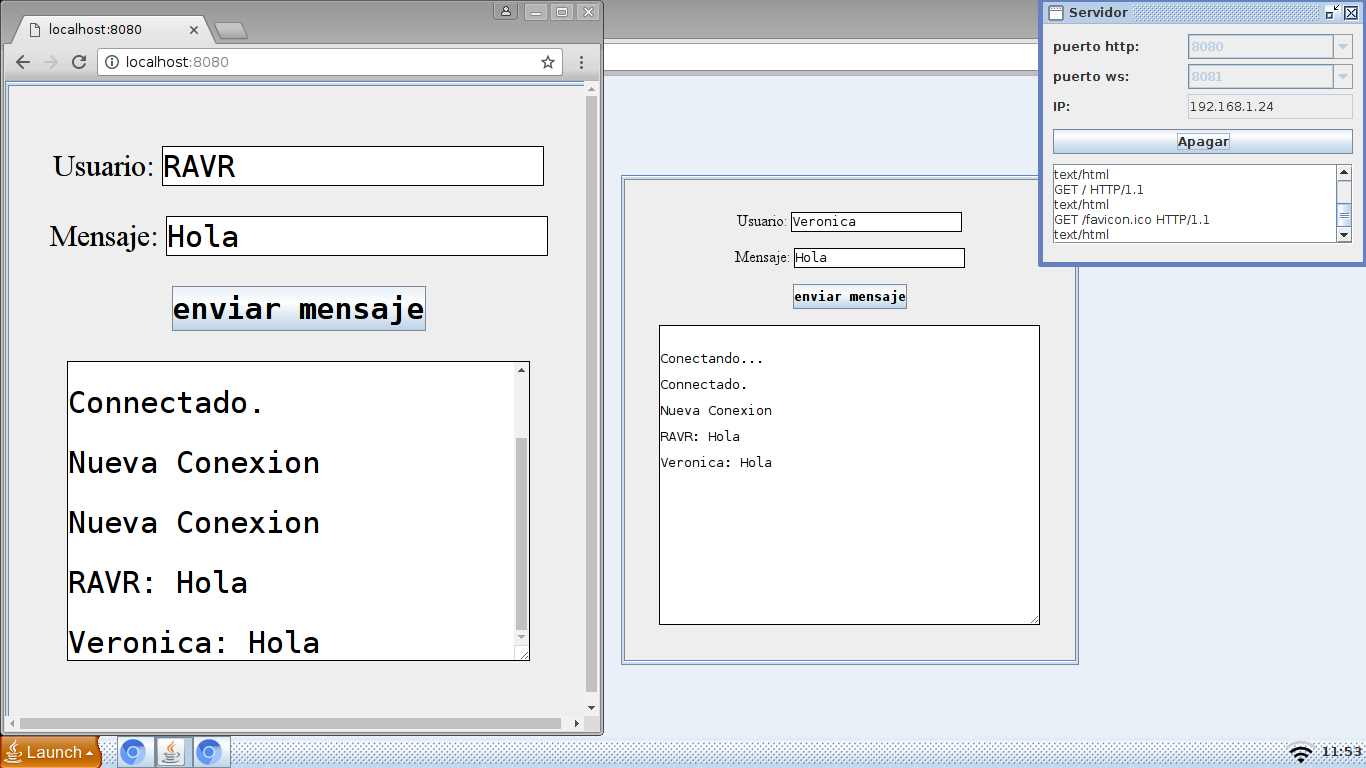 localhost:8080
localhost:8080
Usuario: RAVR
Mensaje: Hola
enviar mensaje
Connectado.
Nueva Conexion
Nueva Conexion
RAVR: Hola
Veronica: Hola
Usuario: Veronica
Mensaje: Hola
enviar mensaje
Conectando...
Connectado.
Nueva Conexion
RAVR: Hola
Veronica: Hola
Servidor
puerto http: 8080
puerto ws: 8081
IP: 192.168.1.24
Apagar
text/html
GET / HTTP/1.1
text/html
GET /favicon.ico HTTP/1.1
text/html
Launch
11:53